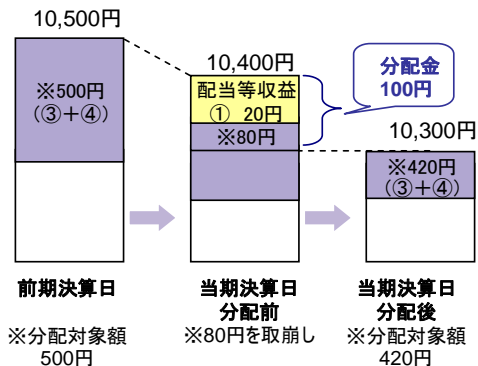 10,500円
※500円
(③+④)
前期決算日
※分配対象額
500円
10,400円
配当等収益
① 20円
※80円
分配金
100円
当期決算日
分配前
※80円を取崩し
10,300円
※420円
(③+④)
当期決算日
分配後
※分配対象額
420円